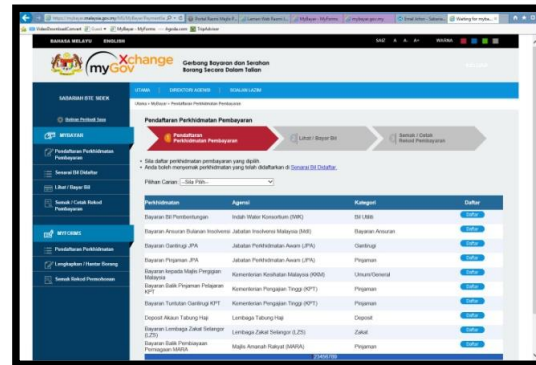 BAHASA MELAYU ENGLISH
SAIZ A A- A+ WARNA
myGov Xchange
Gerbang Bayaran dan Serahan
Borang Secara Dalam Talian
UTAMA | DIREKTORI AGENSI | SOALAN LAZIM
Utama > MyBayar > Pendaftaran Perkhidmatan Pembayaran
MYBAYAR
Pendaftaran Perkhidmatan
Pembayaran
Senarai Bil Didaftar
Lihat / Bayar Bil
Semak / Cetak Rekod
Pembayaran
MYFORMS
Pendaftaran Perkhidmatan
Lengkapkan / Hantar Borang
Semak Rekod Permohonan
Pendaftaran Perkhidmatan Pembayaran
Pendaftaran
Perkhidmatan
Pembayaran
Lihat / Bayar Bil
Semak / Cetak
Rekod Pembayaran
Sila daftar perkhidmatan pembayaran yang dipilih.
Anda boleh menyemak perkhidmatan yang telah didaftarkan di Senarai Bil Didaftar.
Pilihan Carian : --Sila Pilih--
Perkhidmatan Agensi Kategori Daftar
Bayaran Bil Pembentungan Indah Water Konsortium (IWK) Bil Utiliti Daftar
Bayaran Ansuran Bulanan Insolvensi Jabatan Insolvensi Malaysia (MdI) Bayaran Ansuran Daftar
Bayaran Gantirugi JPA Jabatan Perkhidmatan Awam (JPA) Gantirugi Daftar
Bayaran Pinjaman JPA Jabatan Perkhidmatan Awam (JPA) Pinjaman Daftar
Bayaran kepada Majlis Pergigian
Malaysia Kementerian Kesihatan Malaysia (KKM) Umum/General Daftar
Bayaran Balik Pinjaman Pelajaran
KPT Kementerian Pengajian Tinggi (KPT) Pinjaman Daftar
Bayaran Tuntutan Gantirugi KPT Kementerian Pengajian Tinggi (KPT) Pinjaman Daftar
Deposit Akaun Tabung Haji Lembaga Tabung Haji Deposit Daftar
Bayaran Lembaga Zakat Selangor
(LZS) Lembaga Zakat Selangor (LZS) Zakat Daftar
Bayaran Balik Pembiayaan
Perniagaan MARA Majlis Amanah Rakyat (MARA) Pinjaman Daftar